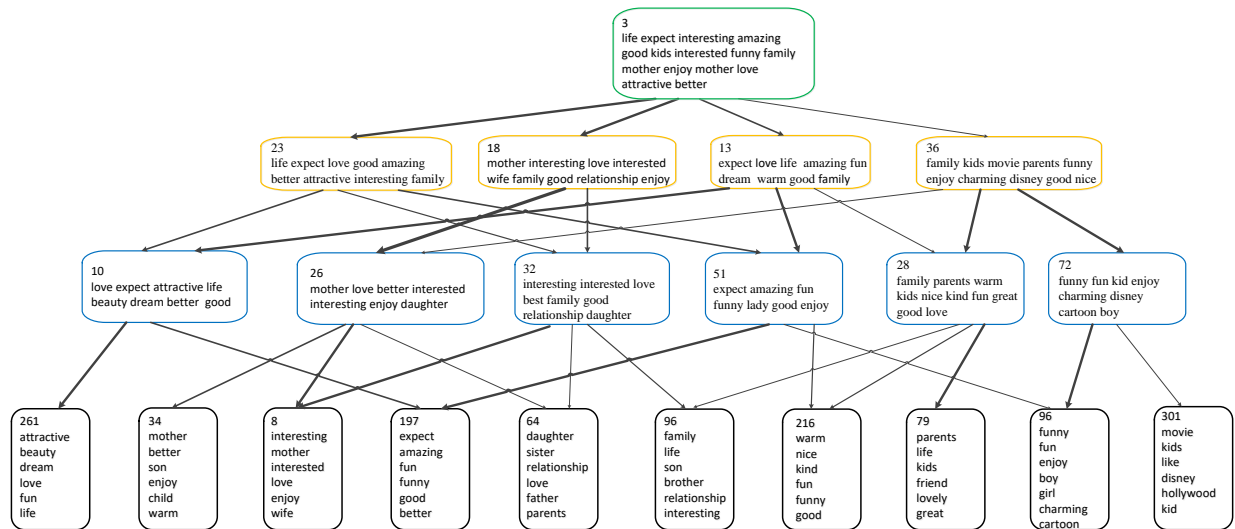 3
life expect interesting amazing
good kids interested funny family
mother enjoy mother love
attractive better
23
life expect love good amazing
better attractive interesting family
18
mother interesting love interested
wife family good relationship enjoy
13
expect love life amazing fun
dream warm good family
36
family kids movie parents funny
enjoy charming disney good nice
10
love expect attractive life
beauty dream better good
26
mother love better interested
interesting enjoy daughter
32
interesting interested love
best family good
relationship daughter
51
expect amazing fun
funny lady good enjoy
28
family parents warm
kids nice kind fun great
good love
72
funny fun kid enjoy
charming disney
cartoon boy
261
attractive
beauty
dream
love
fun
life
34
mother
better
son
enjoy
child
warm
8
interesting
mother
interested
love
enjoy
wife
197
expect
amazing
fun
funny
good
better
64
daughter
sister
relationship
love
father
parents
96
family
life
son
brother
relationship
interesting
216
warm
nice
kind
fun
funny
good
79
parents
life
kids
friend
lovely
great
96
funny
fun
enjoy
boy
girl
charming
cartoon
301
movie
kids
like
disney
hollywood
kid